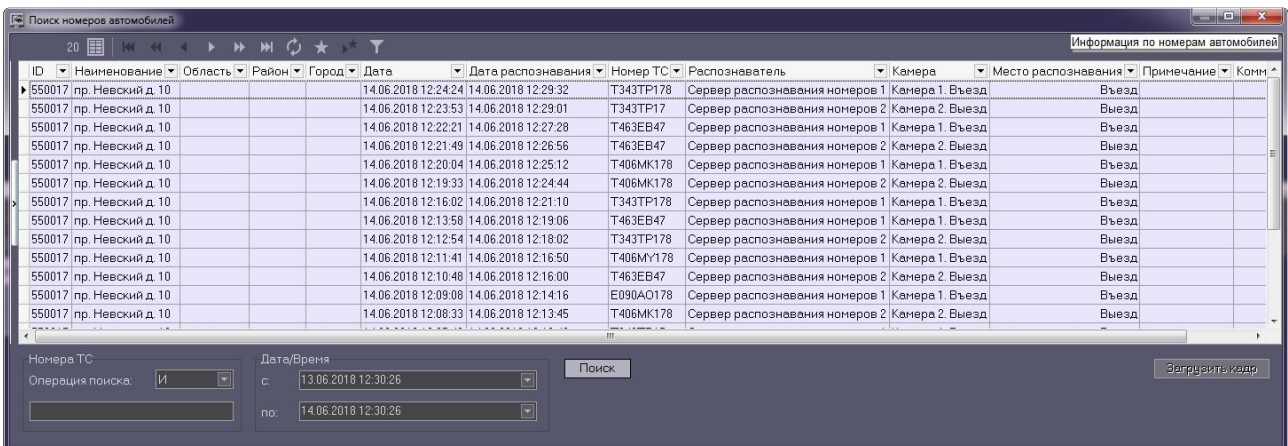 Поиск номеров автомобилей
20
Информация по номерам автомобилей
ID Наименование Область Район Город Дата Дата распознавания Номер ТС Распознаватель Камера Место распознавания Примечание Комм
550017 пр. Невский д. 10 14.06.2018 12:24:24 14.06.2018 12:29:32 T343TP178 Сервер распознавания номеров 1 Камера 1. Въезд Въезд
550017 пр. Невский д. 10 14.06.2018 12:23:53 14.06.2018 12:29:01 T343TP17 Сервер распознавания номеров 2 Камера 2. Выезд Выезд
550017 пр. Невский д. 10 14.06.2018 12:22:21 14.06.2018 12:27:28 T463EB47 Сервер распознавания номеров 1 Камера 1. Въезд Въезд
550017 пр. Невский д. 10 14.06.2018 12:21:49 14.06.2018 12:26:56 T463EB47 Сервер распознавания номеров 2 Камера 2. Выезд Выезд
550017 пр. Невский д. 10 14.06.2018 12:20:04 14.06.2018 12:25:12 T406MK178 Сервер распознавания номеров 1 Камера 1. Въезд Въезд
550017 пр. Невский д. 10 14.06.2018 12:19:33 14.06.2018 12:24:44 T406MK178 Сервер распознавания номеров 2 Камера 2. Выезд Выезд
550017 пр. Невский д. 10 14.06.2018 12:16:02 14.06.2018 12:21:10 T343TP178 Сервер распознавания номеров 1 Камера 1. Въезд Въезд
550017 пр. Невский д. 10 14.06.2018 12:13:58 14.06.2018 12:19:06 T463EB47 Сервер распознавания номеров 1 Камера 1. Въезд Въезд
550017 пр. Невский д. 10 14.06.2018 12:12:54 14.06.2018 12:18:02 T343TP178 Сервер распознавания номеров 2 Камера 2. Выезд Выезд
550017 пр. Невский д. 10 14.06.2018 12:11:41 14.06.2018 12:16:50 T406MY178 Сервер распознавания номеров 1 Камера 1. Въезд Въезд
550017 пр. Невский д. 10 14.06.2018 12:10:48 14.06.2018 12:16:00 T463EB47 Сервер распознавания номеров 2 Камера 2. Выезд Выезд
550017 пр. Невский д. 10 14.06.2018 12:09:08 14.06.2018 12:14:16 E090AO178 Сервер распознавания номеров 1 Камера 1. Въезд Въезд
550017 пр. Невский д. 10 14.06.2018 12:08:33 14.06.2018 12:13:45 T406MK178 Сервер распознавания номеров 2 Камера 2. Выезд Выезд
Номера ТС
Дата/Время
Операция поиска: И
с: 13.06.2018 12:30:26
Поиск
Загрузить кадр
по: 14.06.2018 12:30:26